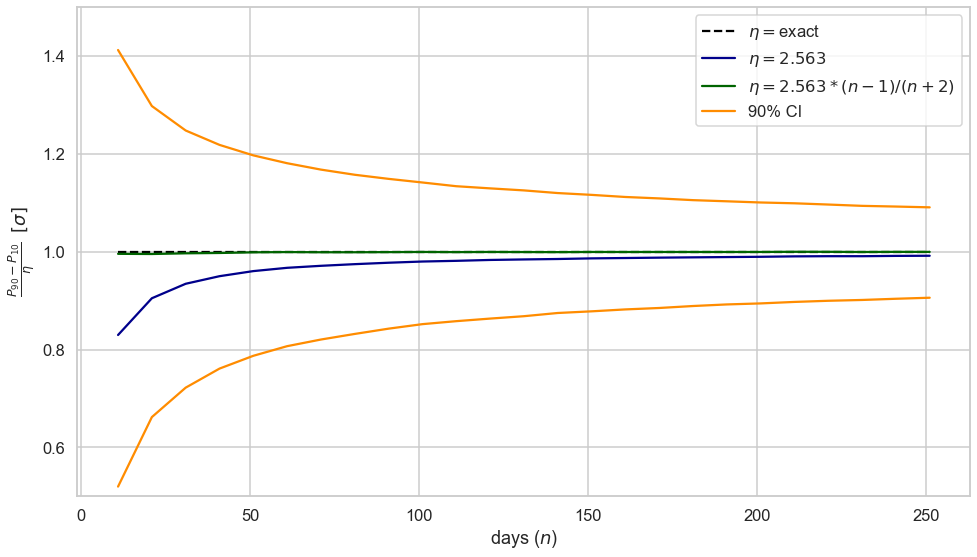 1.4
1.2
1.0
0.8
0.6
0
50
100
150
200
250
days (n)
P₉₀ − P₁₀ / η [σ]
η = exact
η = 2.563
η = 2.563 * (n − 1)/(n + 2)
90% CI